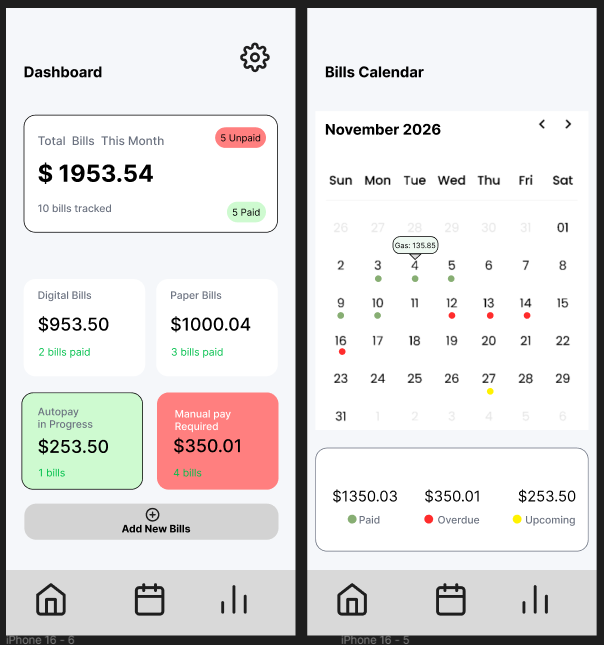 Dashboard
Total Bills This Month
5 Unpaid
$ 1953.54
10 bills tracked
5 Paid
Digital Bills
$953.50
2 bills paid
Paper Bills
$1000.04
3 bills paid
Autopay
in Progress
$253.50
1 bills
Manual pay
Required
$350.01
4 bills
Add New Bills
iPhone 16 - 6
Bills Calendar
November 2026
Sun Mon Tue Wed Thu Fri Sat
26 27 28 29 30 31 01
Gas: 135.85
2 3 4 5 6 7 8
9 10 11 12 13 14 15
16 17 18 19 20 21 22
23 24 25 26 27 28 29
31 1 2 3 4 5 6
$1350.03 $350.01 $253.50
Paid Overdue Upcoming
iPhone 16 - 5